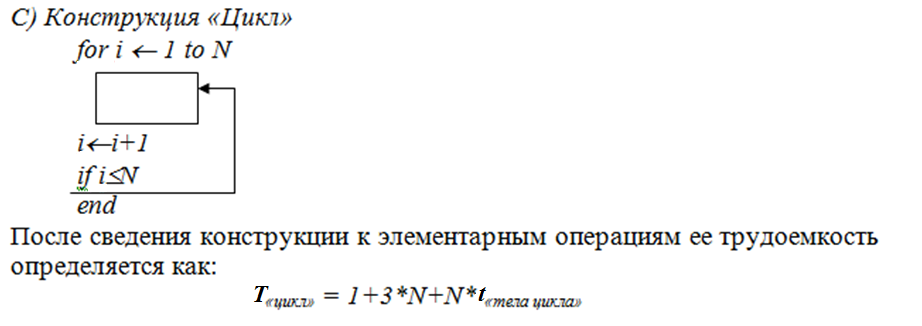 С) Конструкция «Цикл»
for i ← 1 to N
i←i+1
if i≤N
end
После сведения конструкции к элементарным операциям ее трудоемкость
определяется как:
Т«цикл» = 1+3*N+N*t«тела цикла»